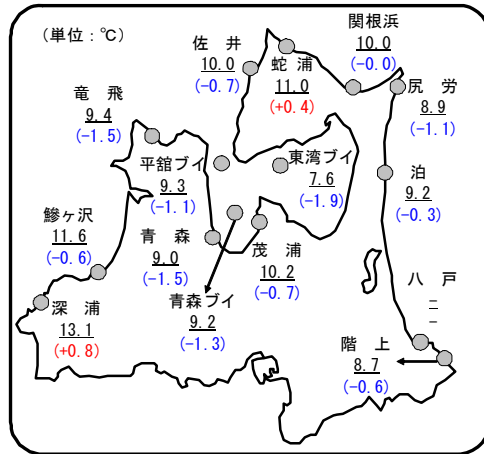 (単位：℃)
関根浜
10.0
(-0.0)
佐 井
10.0
(-0.7)
蛇 浦
11.0
(+0.4)
尻 労
8.9
(-1.1)
竜 飛
9.4
(-1.5)
平舘ブイ
9.3
(-1.1)
東湾ブイ
7.6
(-1.9)
泊
9.2
(-0.3)
鰺ヶ沢
11.6
(-0.6)
青 森
9.0
(-1.5)
茂 浦
10.2
(-0.7)
八 戸
深 浦
13.1
(+0.8)
青森ブイ
9.2
(-1.3)
階 上
8.7
(-0.6)